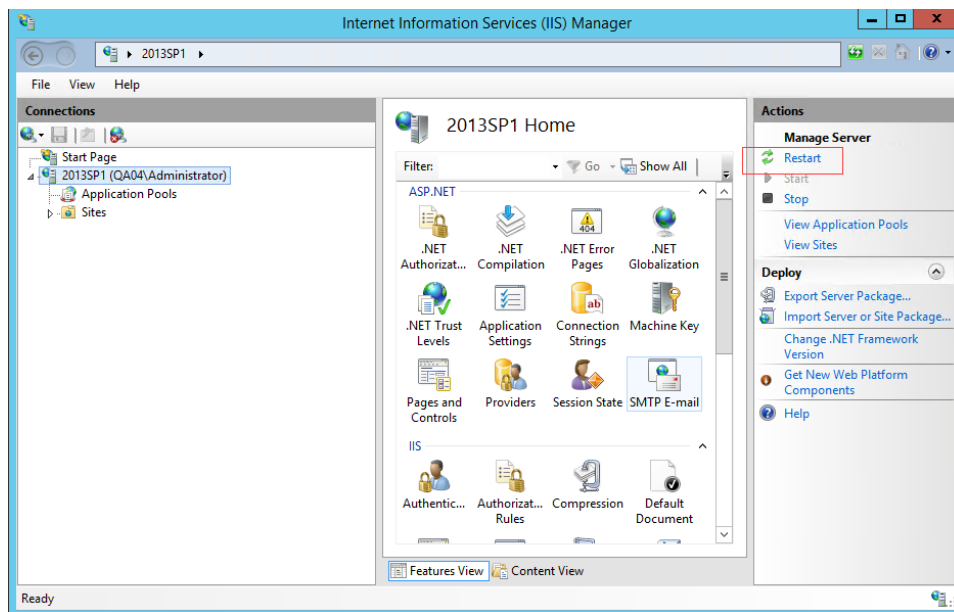 Internet Information Services (IIS) Manager
2013SP1
File View Help
Connections
Start Page
2013SP1 (QA04\Administrator)
Application Pools
Sites
2013SP1 Home
Filter: Go Show All
ASP.NET
.NET Authorizat...
.NET Compilation
404
.NET Error Pages
.NET Globalization
.NET Trust Levels
Application Settings
ab
Connection Strings
Machine Key
Pages and Controls
Providers
Session State
SMTP E-mail
IIS
Authentic...
Authorizat... Rules
Compression
Default Document
Features View
Content View
Actions
Manage Server
Restart
Start
Stop
View Application Pools
View Sites
Deploy
Export Server Package...
Import Server or Site Package...
Change .NET Framework
Version
Get New Web Platform
Components
Help
Ready